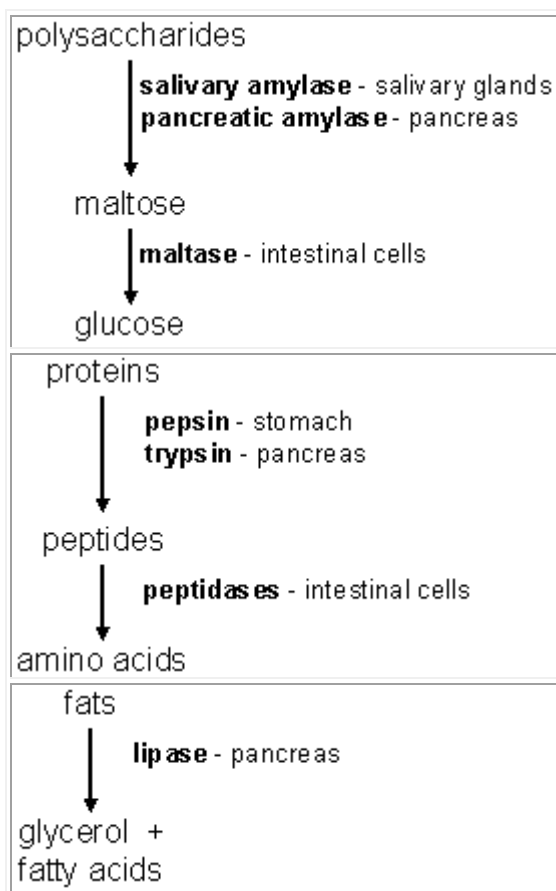 polysaccharides
salivary amylase - salivary glands
pancreatic amylase - pancreas
maltose
maltase - intestinal cells
glucose
proteins
pepsin - stomach
trypsin - pancreas
peptides
peptidases - intestinal cells
amino acids
fats
lipase - pancreas
glycerol +
fatty acids